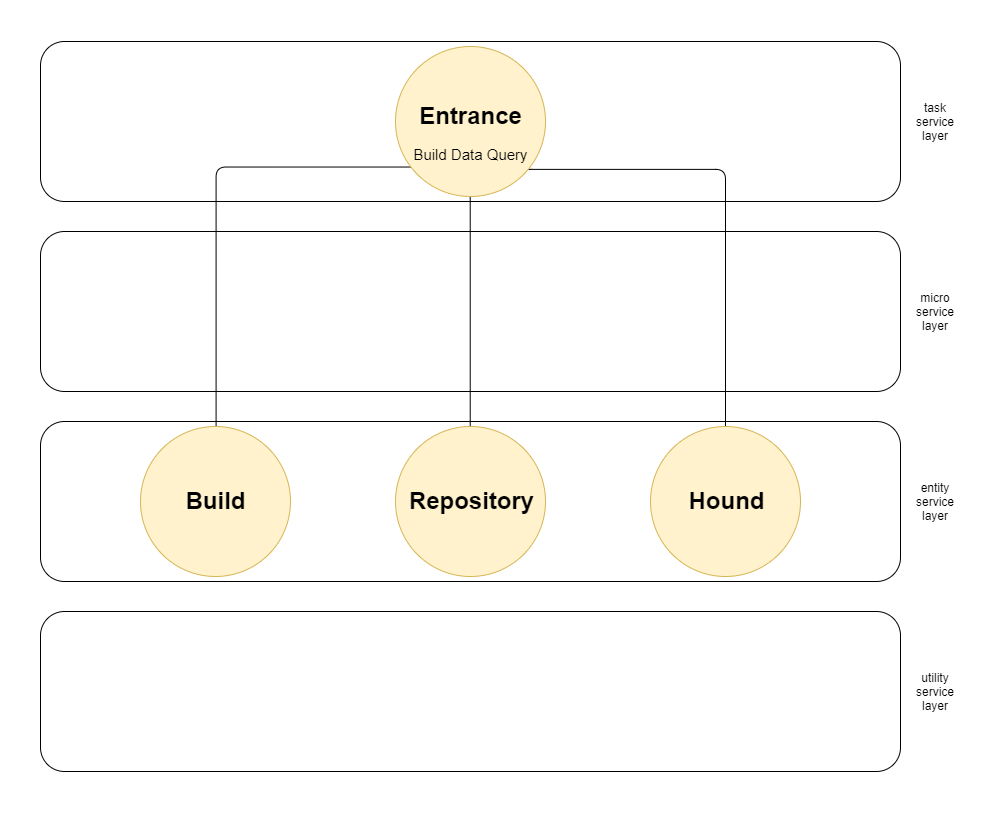 Entrance
Build Data Query
task
service
layer
micro
service
layer
Build
Repository
Hound
entity
service
layer
utility
service
layer